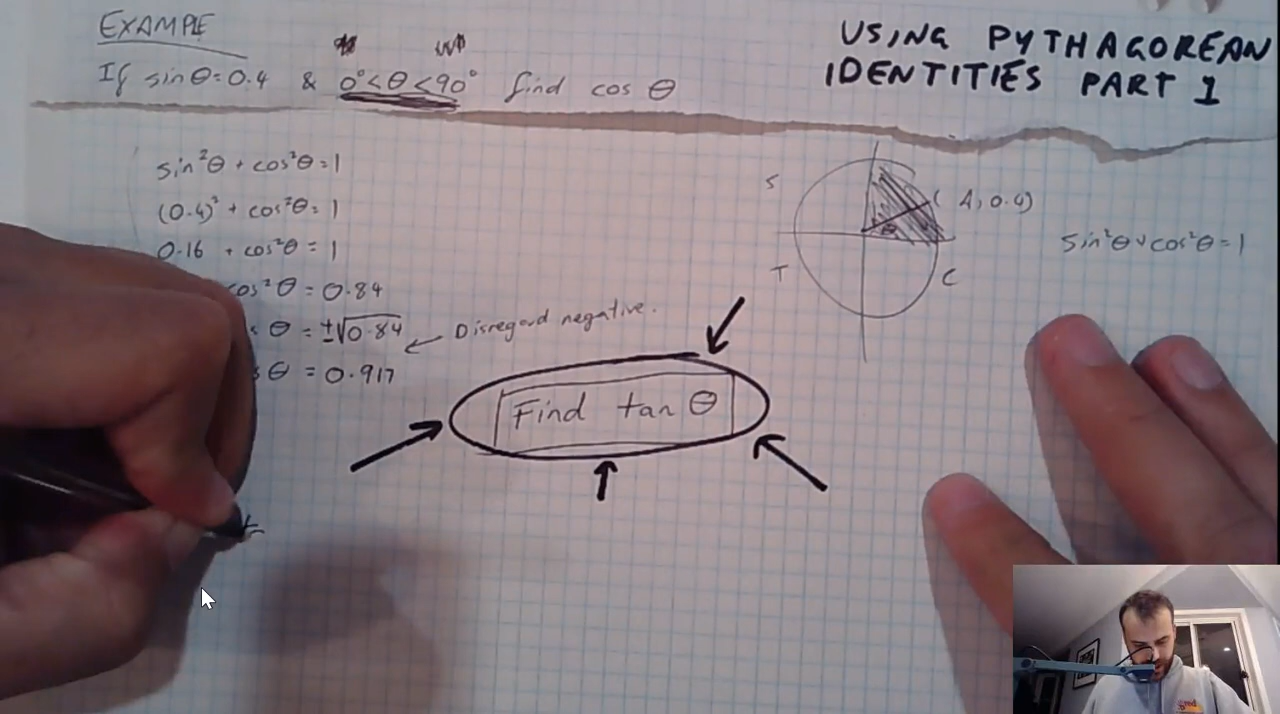 EXAMPLE
If sin θ = 0.4 & 0° < θ < 90° find cos θ
USING PYTHAGOREAN
IDENTITIES PART 1
sin²θ + cos²θ = 1
(0.4)² + cos²θ = 1
0.16 + cos²θ = 1
cos²θ = 0.84
s θ = ±√0.84 Disregard negative.
s θ = 0.917
S
(A, 0.4)
θ
T
C
sin²θ + cos²θ = 1
Find tan θ
t